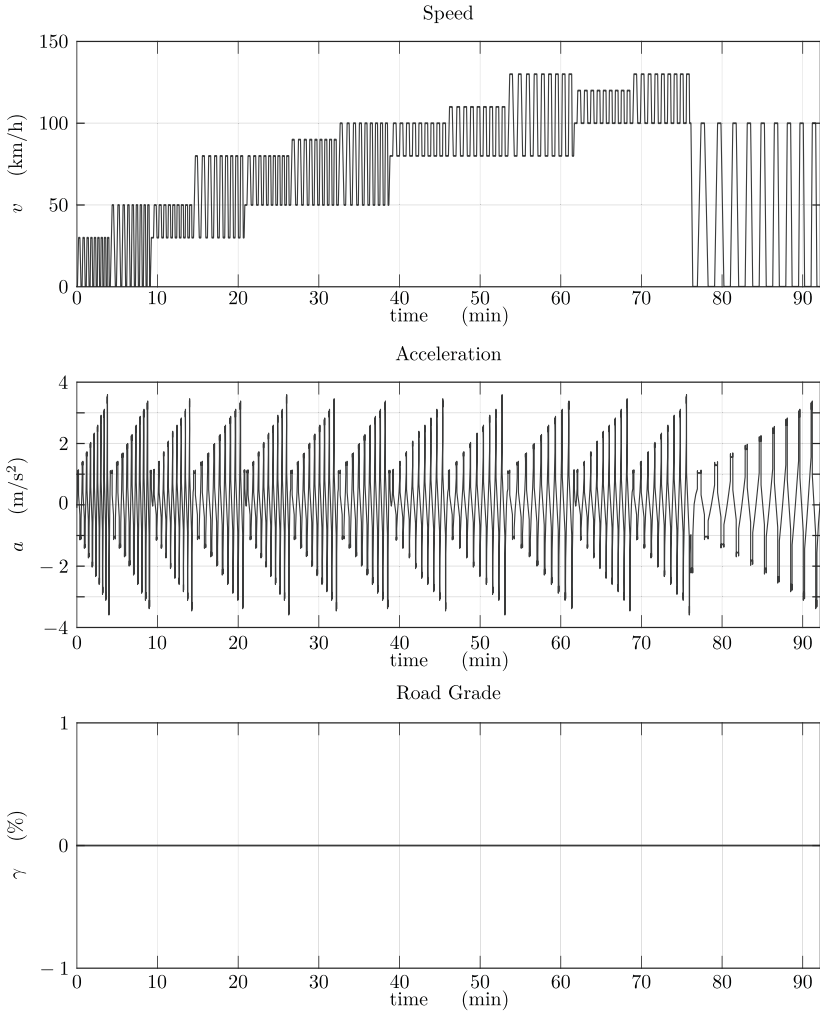 Speed
150
100
50
0
v (km/h)
0 10 20 30 40 50 60 70 80 90
time (min)
Acceleration
4
2
0
−2
−4
a (m/s²)
0 10 20 30 40 50 60 70 80 90
time (min)
Road Grade
1
0
−1
γ (%)
0 10 20 30 40 50 60 70 80 90
time (min)